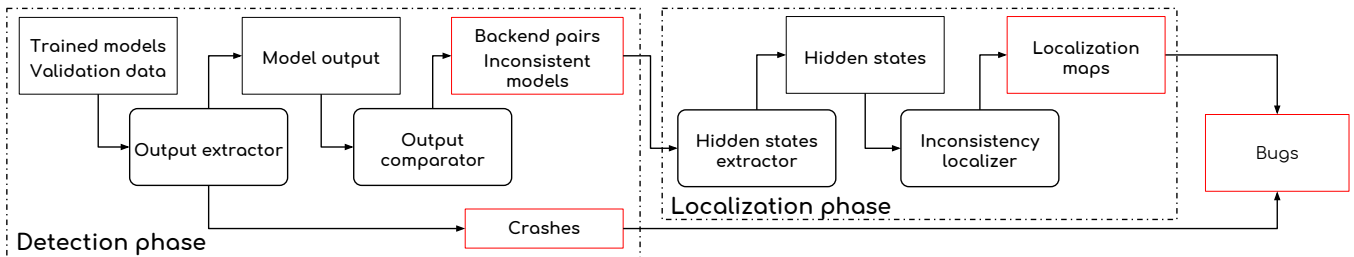 Trained models
Validation data
Output extractor
Model output
Output
comparator
Backend pairs
Inconsistent
models
Crashes
Detection phase
Hidden states
extractor
Hidden states
Inconsistency
localizer
Localization
maps
Localization phase
Bugs